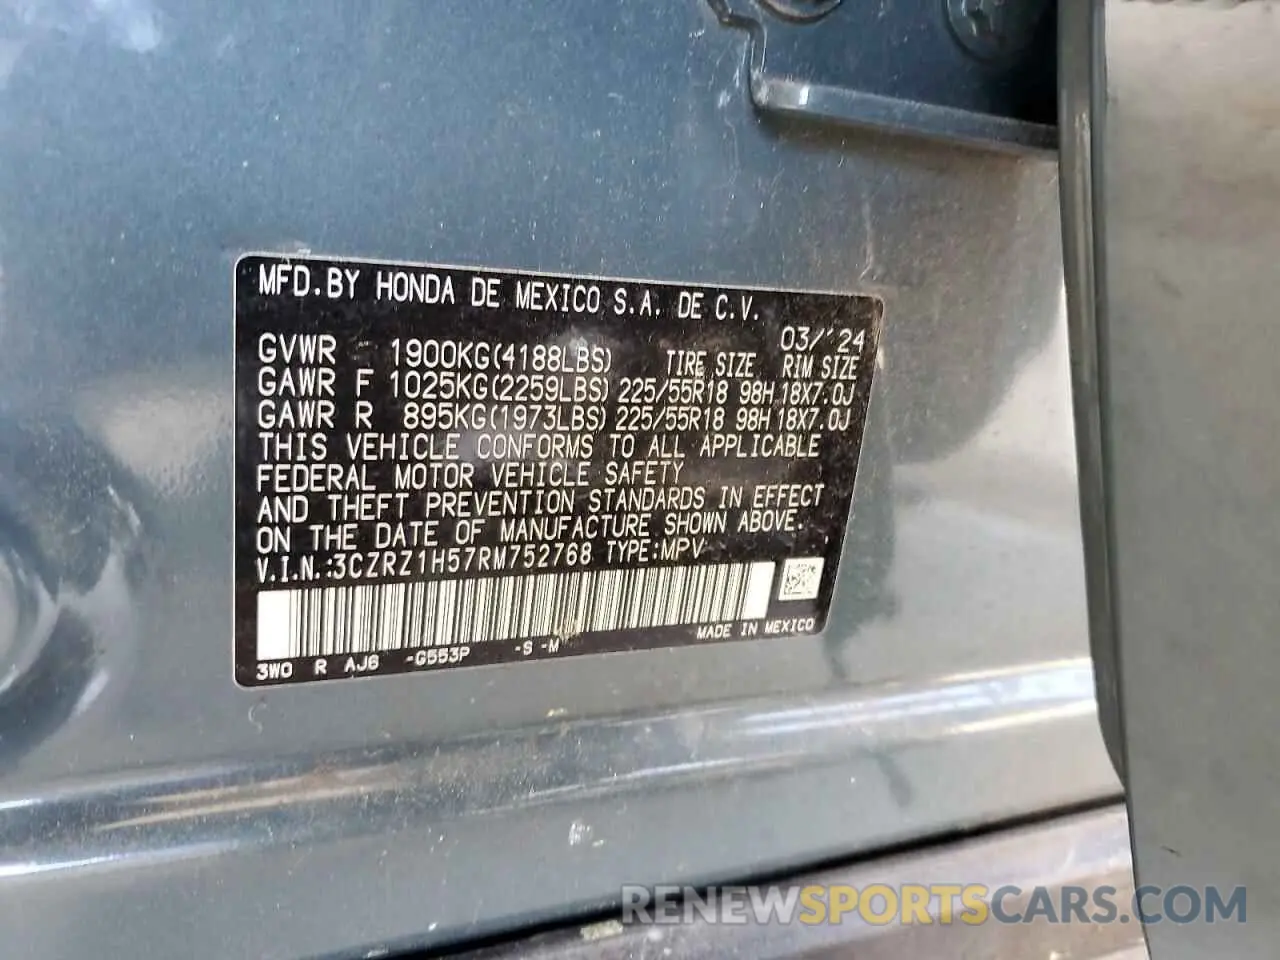 MFD.BY HONDA DE MEXICO S.A. DE C.V.
03/'24
GVWR 1900KG(4188LBS) TIRE SIZE RIM SIZE
GAWR F 1025KG(2259LBS) 225/55R18 98H 18X7.0J
GAWR R 895KG(1973LBS) 225/55R18 98H 18X7.0J
THIS VEHICLE CONFORMS TO ALL APPLICABLE
FEDERAL MOTOR VEHICLE SAFETY
AND THEFT PREVENTION STANDARDS IN EFFECT
ON THE DATE OF MANUFACTURE SHOWN ABOVE.
V.I.N.:3CZRZ1H57RM752768 TYPE:MPV
MADE IN MEXICO
3WO R AJ6 -G553P -S -M
RENEWSPORTSCARS.COM